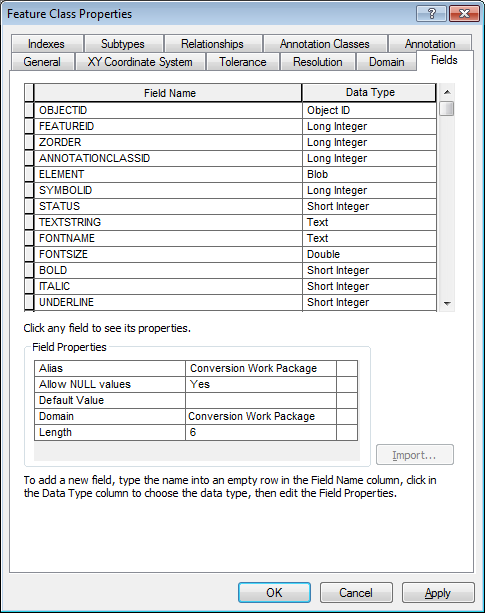 Feature Class Properties
Indexes Subtypes Relationships Annotation Classes Annotation
General XY Coordinate System Tolerance Resolution Domain Fields
Field Name Data Type
OBJECTID Object ID
FEATUREID Long Integer
ZORDER Long Integer
ANNOTATIONCLASSID Long Integer
ELEMENT Blob
SYMBOLID Long Integer
STATUS Short Integer
TEXTSTRING Text
FONTNAME Text
FONTSIZE Double
BOLD Short Integer
ITALIC Short Integer
UNDERLINE Short Integer
Click any field to see its properties.
Field Properties
Alias Conversion Work Package
Allow NULL values Yes
Default Value
Domain Conversion Work Package
Length 6
Import...
To add a new field, type the name into an empty row in the Field Name column, click in
the Data Type column to choose the data type, then edit the Field Properties.
OK Cancel Apply